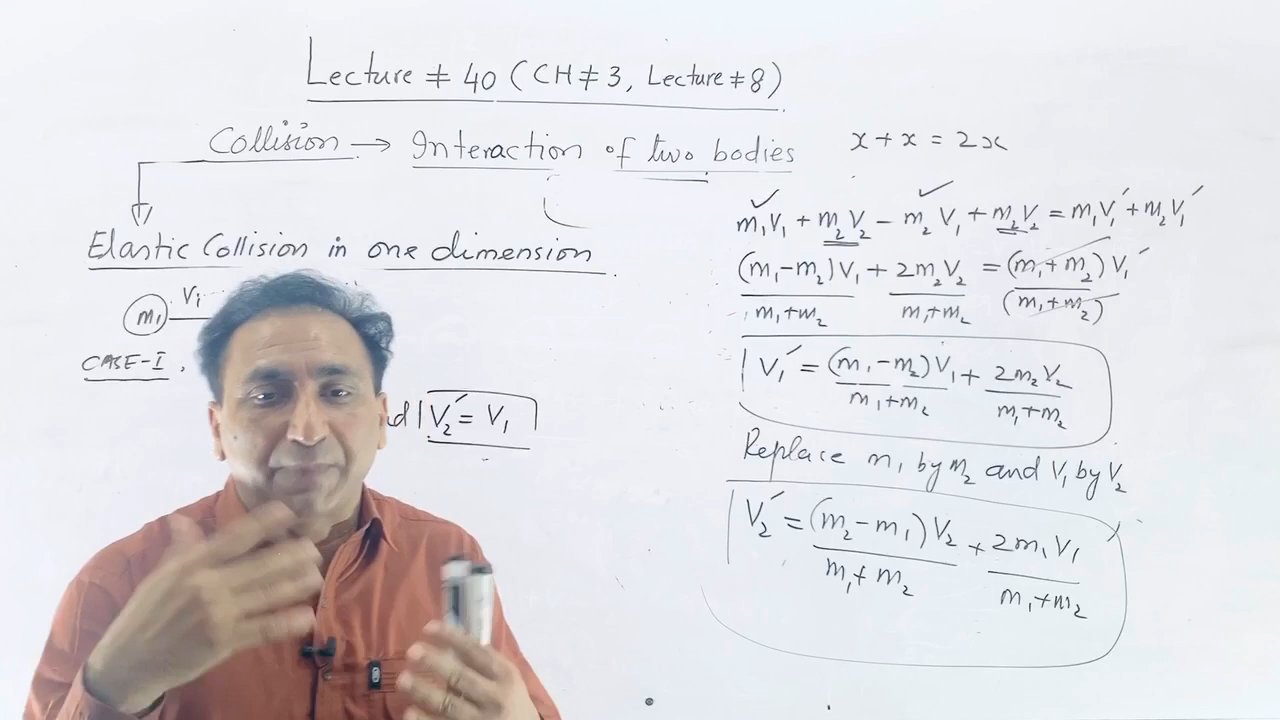 Lecture # 40 (CH # 3, Lecture # 8)
Collision → Interaction of two bodies
Elastic Collision in one dimension
m₁ V₁
CASE-I.
V₂′ = V₁
x + x = 2x
m₁V₁ + m₂V₂ - m₂V₁ + m₂V₂ = m₁V₁′ + m₂V₁′
(m₁-m₂)V₁/(m₁+m₂) + 2m₂V₂/(m₁+m₂) = (m₁+m₂)V₁′/(m₁+m₂)
V₁′ = (m₁-m₂)V₁/(m₁+m₂) + 2m₂V₂/(m₁+m₂)
Replace m₁ by m₂ and V₁ by V₂
V₂′ = (m₂-m₁)V₂/(m₁+m₂) + 2m₁V₁/(m₁+m₂)